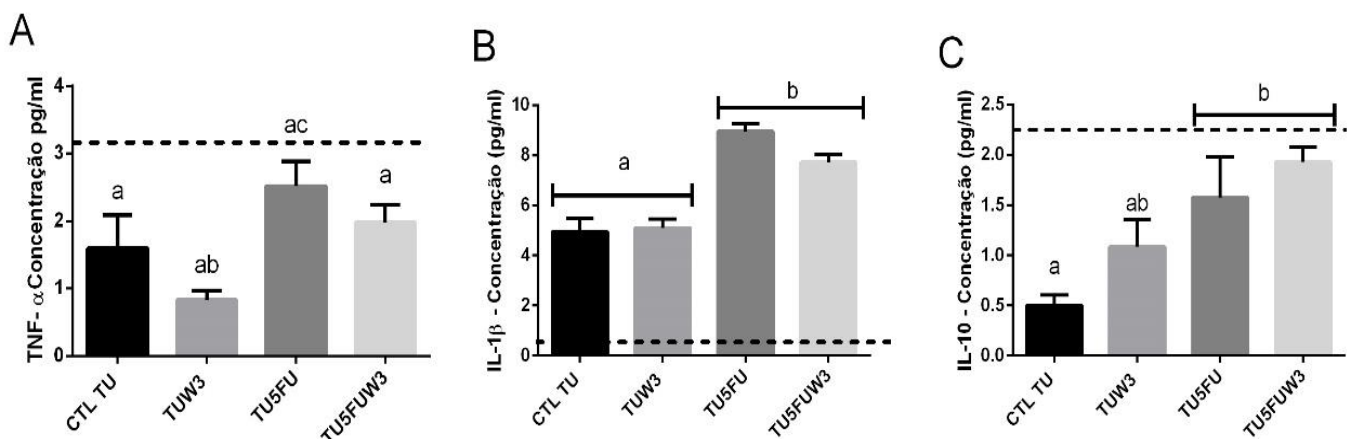 A
TNF- αConcentração pg/ml
4
3
2
1
0
a
ab
ac
a
CTL TU
TUW3
TU5FU
TU5FUW3
B
IL-1β - Concentração (pg/ml)
10
8
6
4
2
0
a
b
CTL TU
TUW3
TU5FU
TU5FUW3
C
IL-10 - Concentração (pg/ml)
2.5
2.0
1.5
1.0
0.5
0.0
a
ab
b
CTL TU
TUW3
TU5FU
TU5FUW3